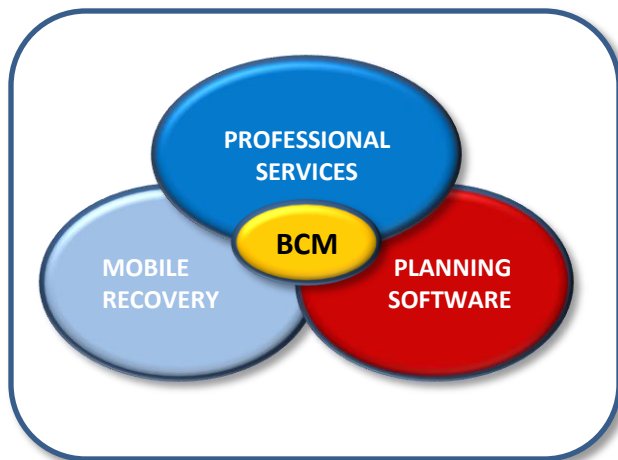 PROFESSIONAL
SERVICES
BCM
MOBILE
RECOVERY
PLANNING
SOFTWARE